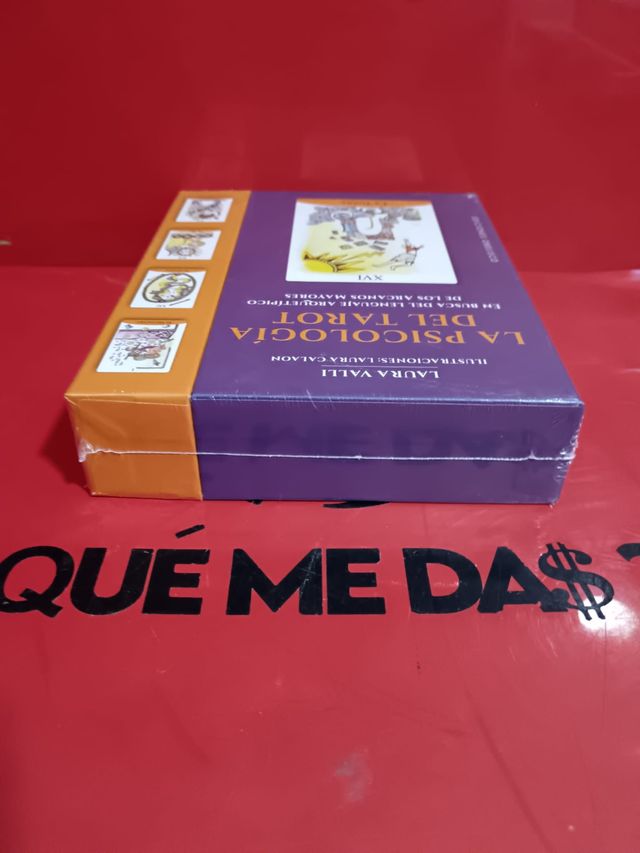 LAURA VALLI
ILUSTRACIONES: LAURA CALAON
LA PSICOLOGÍA
DEL TAROT
EN BUSCA DEL LENGUAJE ARQUETÍPICO
DE LOS ARCANOS MAYORES
XVI
QUÉ ME DA$ ?